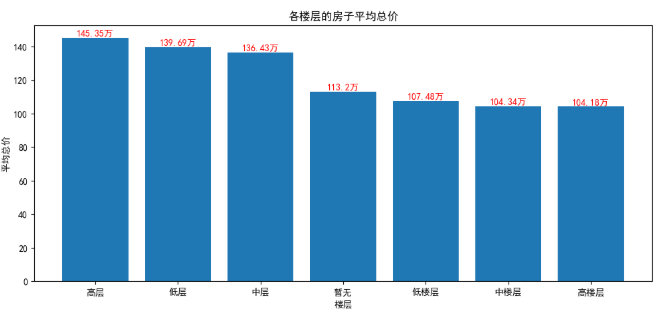 各楼层的房子平均总价
145.35万
139.69万
136.43万
113.2万
107.48万
104.34万
104.18万
平均总价
140
120
100
80
60
40
20
0
高层 低层 中层 暂无 低楼层 中楼层 高楼层
楼层